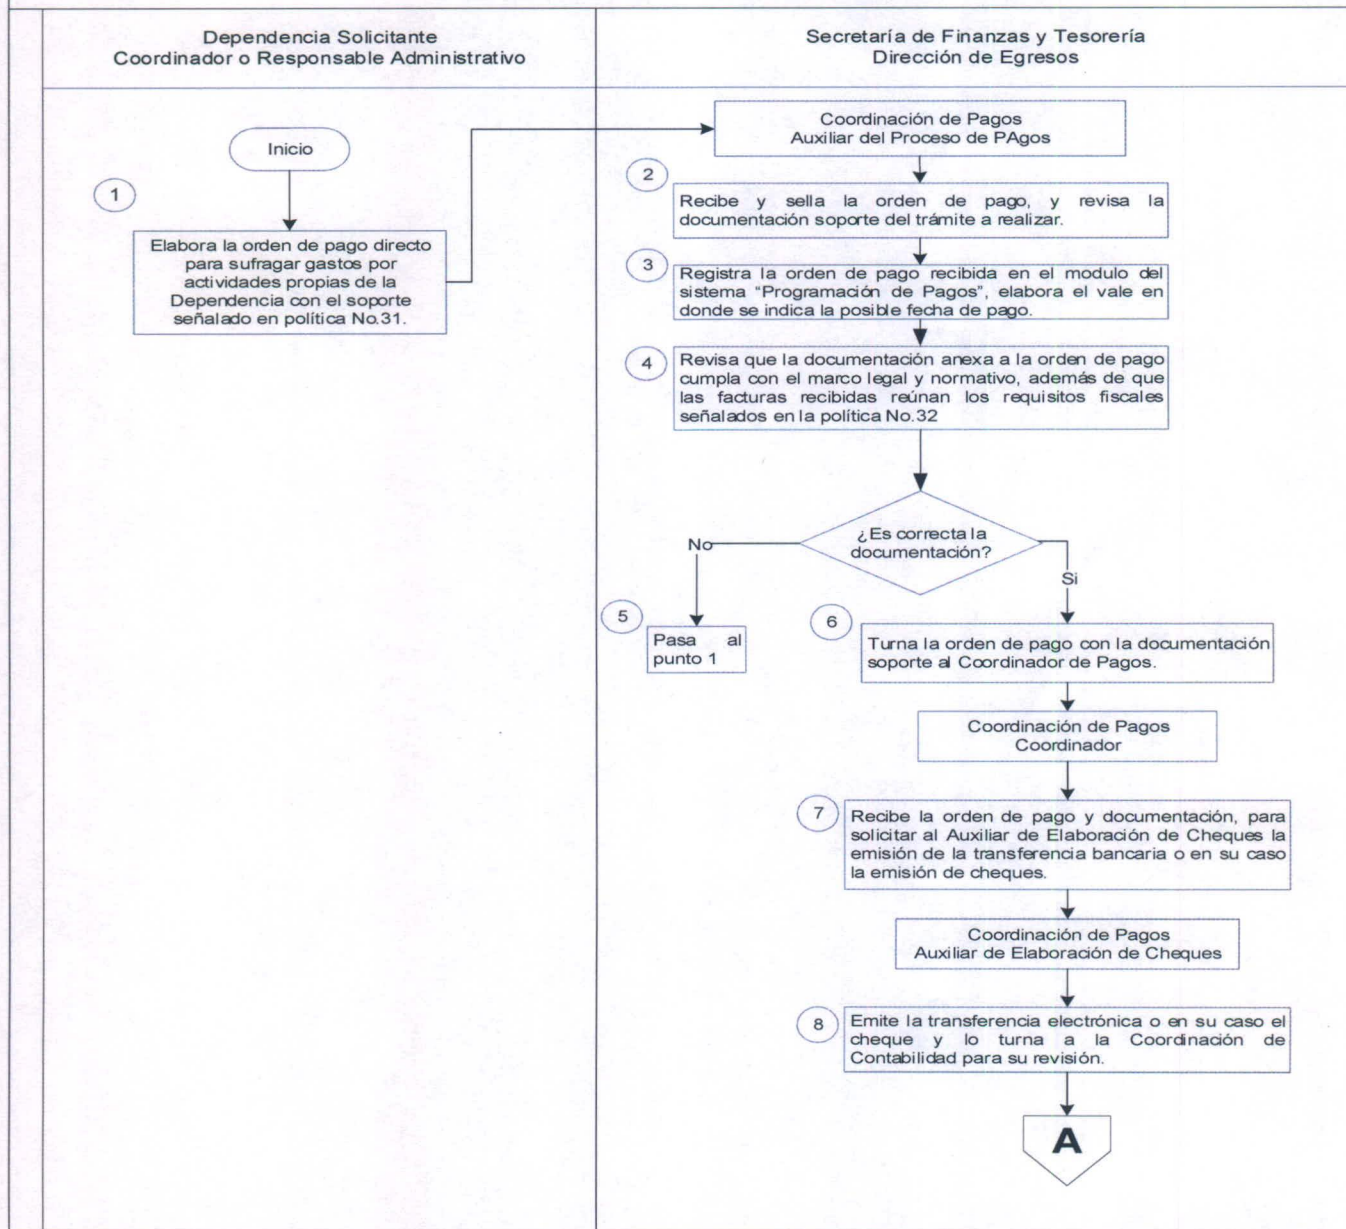 Dependencia Solicitante
Coordinador o Responsable Administrativo
Secretaría de Finanzas y Tesorería
Dirección de Egresos
Inicio
1
Elabora la orden de pago directo
para sufragar gastos por
actividades propias de la
Dependencia con el soporte
señalado en política No.31.
Coordinación de Pagos
Auxiliar del Proceso de PAgos
2
Recibe y sella la orden de pago, y revisa la
documentación soporte del trámite a realizar.
3
Registra la orden de pago recibida en el modulo del
sistema “Programación de Pagos”, elabora el vale en
donde se indica la posible fecha de pago.
4
Revisa que la documentación anexa a la orden de pago
cumpla con el marco legal y normativo, además de que
las facturas recibidas reúnan los requisitos fiscales
señalados en la política No.32
¿Es correcta la
documentación?
No
Si
5
Pasa al
punto 1
6
Turna la orden de pago con la documentación
soporte al Coordinador de Pagos.
Coordinación de Pagos
Coordinador
7
Recibe la orden de pago y documentación, para
solicitar al Auxiliar de Elaboración de Cheques la
emisión de la transferencia bancaria o en su caso
la emisión de cheques.
Coordinación de Pagos
Auxiliar de Elaboración de Cheques
8
Emite la transferencia electrónica o en su caso el
cheque y lo turna a la Coordinación de
Contabilidad para su revisión.
A